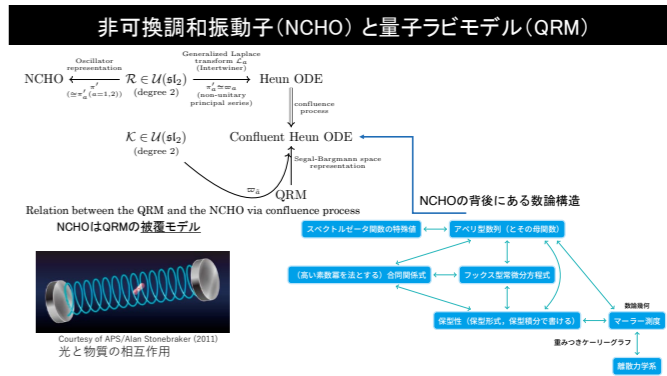 非可換調和振動子(NCHO) と量子ラビモデル(QRM)
Oscillator
representation
Generalized Laplace
transform 𝓛ₐ
(Intertwiner)
NCHO
π′
(≃π′ₐ(a=1,2))
𝓡 ∈ 𝓤(𝔰𝔩₂)
(degree 2)
π′ₐ≃ϖₐ
(non-unitary
principal series)
Heun ODE
confluence
process
𝓚 ∈ 𝓤(𝔰𝔩₂)
(degree 2)
Confluent Heun ODE
Segal-Bargmann space
representation
QRM
Relation between the QRM and the NCHO via confluence process
NCHOはQRMの被覆モデル
NCHOの背後にある数論構造
スペクトルゼータ関数の特殊値
アペリ型数列(とその母関数)
(高い素数冪を法とする)合同関係式
フックス型常微分方程式
数論幾何
保型性(保型形式，保型積分で書ける)
マーラー測度
重みつきケーリーグラフ
離散力学系
Courtesy of APS/Alan Stonebraker (2011)
光と物質の相互作用